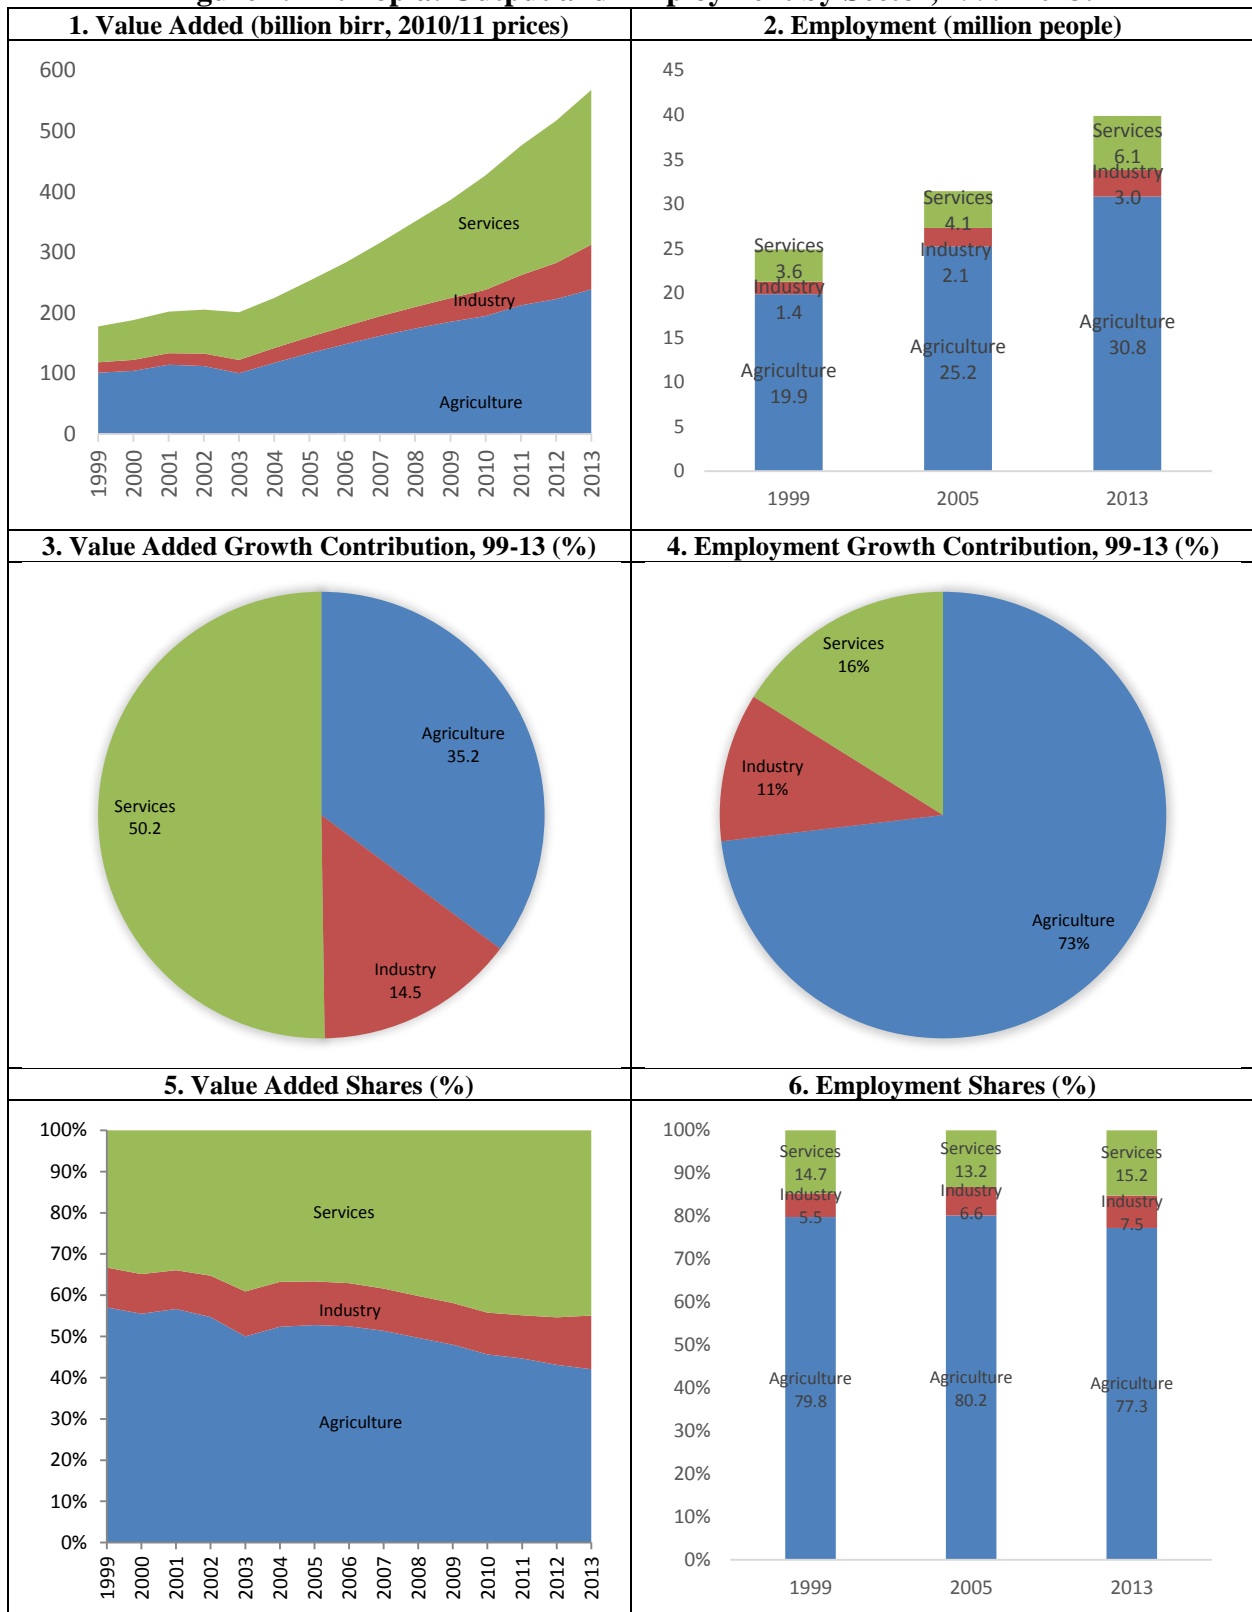 1. Value Added (billion birr, 2010/11 prices)
2. Employment (million people)
600
500
400
300
200
100
0
Services
Industry
Agriculture
1999
2000
2001
2002
2003
2004
2005
2006
2007
2008
2009
2010
2011
2012
2013
45
40
35
30
25
20
15
10
5
0
Services
3.6
Industry
1.4
Agriculture
19.9
Services
4.1
Industry
2.1
Agriculture
25.2
Services
6.1
Industry
3.0
Agriculture
30.8
1999
2005
2013
3. Value Added Growth Contribution, 99-13 (%)
4. Employment Growth Contribution, 99-13 (%)
Agriculture
35.2
Services
50.2
Industry
14.5
Services
16%
Industry
11%
Agriculture
73%
5. Value Added Shares (%)
6. Employment Shares (%)
100%
90%
80%
70%
60%
50%
40%
30%
20%
10%
0%
Services
Industry
Agriculture
1999
2000
2001
2002
2003
2004
2005
2006
2007
2008
2009
2010
2011
2012
2013
100%
90%
80%
70%
60%
50%
40%
30%
20%
10%
0%
Services
14.7
Industry
5.5
Agriculture
79.8
Services
13.2
Industry
6.6
Agriculture
80.2
Services
15.2
Industry
7.5
Agriculture
77.3
1999
2005
2013